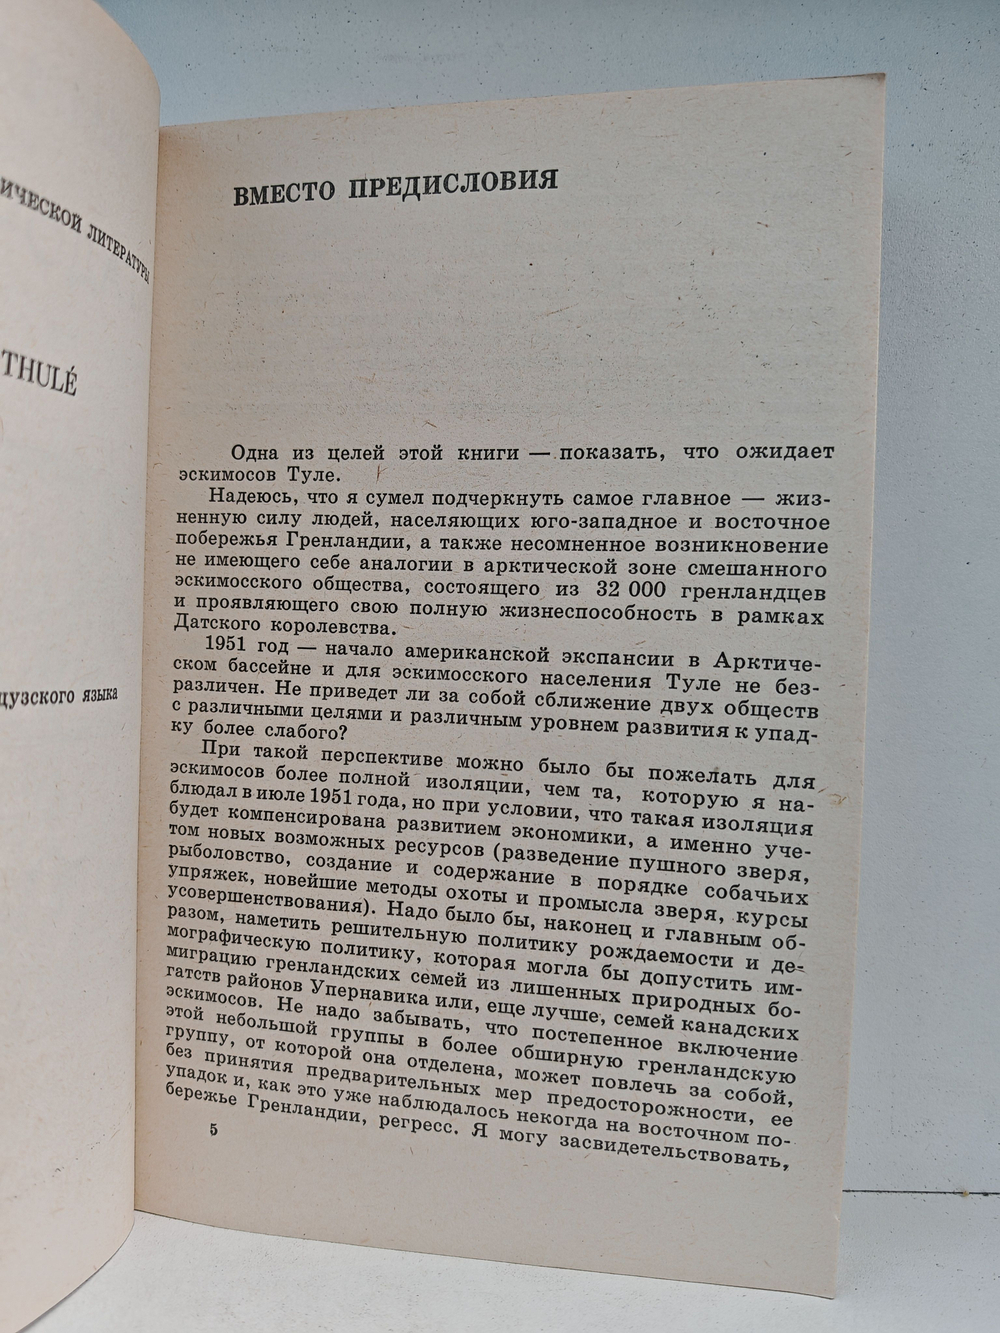 ИЧЕСКОЙ ЛИТЕРАТУРЫ
THULÉ
цузского языка
ВМЕСТО ПРЕДИСЛОВИЯ
Одна из целей этой книги — показать, что ожидает
эскимосов Туле.
Надеюсь, что я сумел подчеркнуть самое главное — жиз-
ненную силу людей, населяющих юго-западное и восточное
побережья Гренландии, а также несомненное возникновение
не имеющего себе аналогии в арктической зоне смешанного
эскимосского общества, состоящего из 32 000 гренландцев
и проявляющего свою полную жизнеспособность в рамках
Датского королевства.
1951 год — начало американской экспансии в Арктиче-
ском бассейне и для эскимосского населения Туле не без-
различен. Не приведет ли за собой сближение двух обществ
с различными целями и различным уровнем развития к упад-
ку более слабого?
При такой перспективе можно было бы пожелать для
эскимосов более полной изоляции, чем та, которую я на-
блюдал в июле 1951 года, но при условии, что такая изоляция
будет компенсирована развитием экономики, а именно уче-
том новых возможных ресурсов (разведение пушного зверя,
рыболовство, создание и содержание в порядке собачьих
упряжек, новейшие методы охоты и промысла зверя, курсы
усовершенствования). Надо было бы, наконец и главным об-
разом, наметить решительную политику рождаемости и де-
мографическую политику, которая могла бы допустить им-
миграцию гренландских семей из лишенных природных бо-
гатств районов Упернавика или, еще лучше, семей канадских
эскимосов. Не надо забывать, что постепенное включение
этой небольшой группы в более обширную гренландскую
группу, от которой она отделена, может повлечь за собой,
без принятия предварительных мер предосторожности, ее
упадок и, как это уже наблюдалось некогда на восточном по-
бережье Гренландии, регресс. Я могу засвидетельствовать,
5